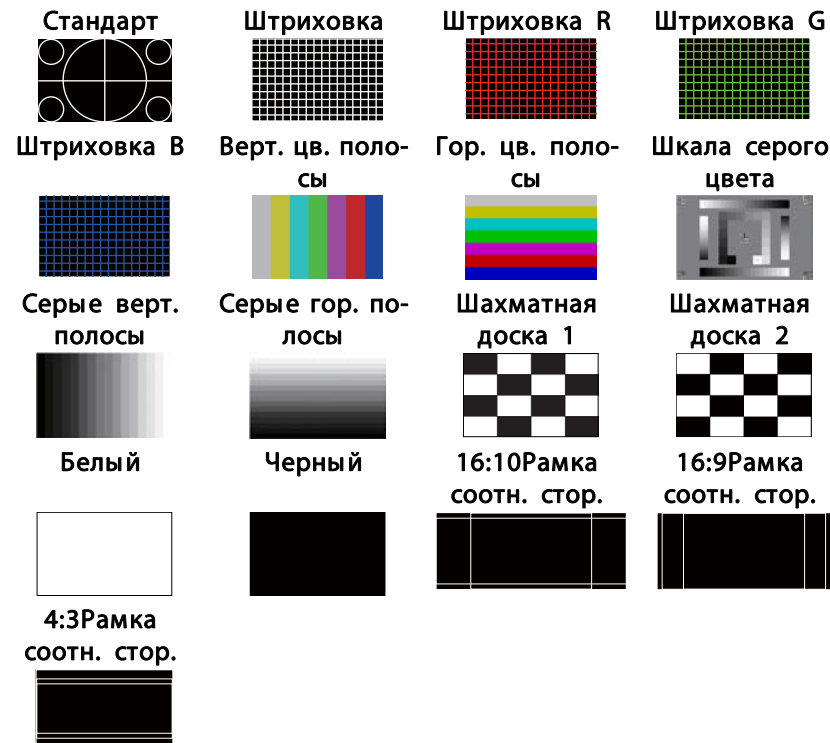 Стандарт
Штриховка
Штриховка R
Штриховка G
Штриховка B
Верт. цв. поло-
сы
Гор. цв. поло-
сы
Шкала серого
цвета
Серые верт.
полосы
Серые гор. по-
лосы
Шахматная
доска 1
Шахматная
доска 2
Белый
Черный
16:10Рамка
соотн. стор.
16:9Рамка
соотн. стор.
4:3Рамка
соотн. стор.